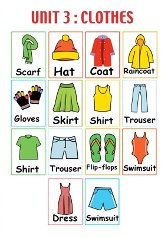 UNIT 3 : CLOTHES
Scarf Hat Coat Raincoat
Gloves Skirt Shirt Trouser
Shirt Trouser Flip-flops Swimsuit
Dress Swimsuit